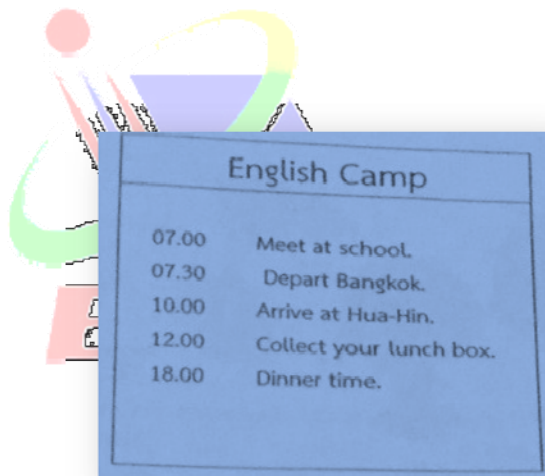 English Camp
07.00 Meet at school.
07.30 Depart Bangkok.
10.00 Arrive at Hua-Hin.
12.00 Collect your lunch box.
18.00 Dinner time.